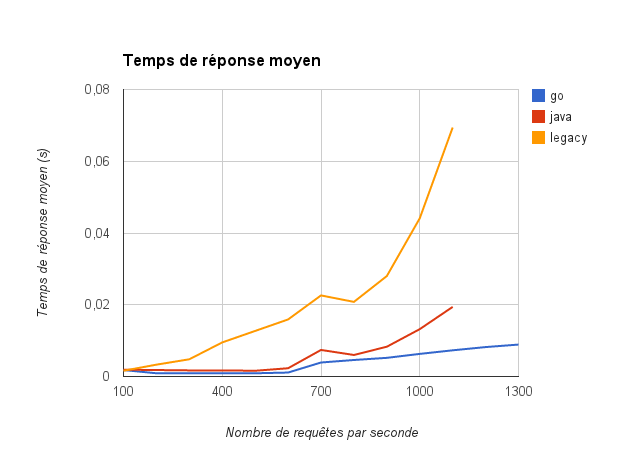 Temps de réponse moyen
0,08
0,06
0,04
0,02
0
Temps de réponse moyen (s)
100 400 700 1000 1300
Nombre de requêtes par seconde
go
java
legacy